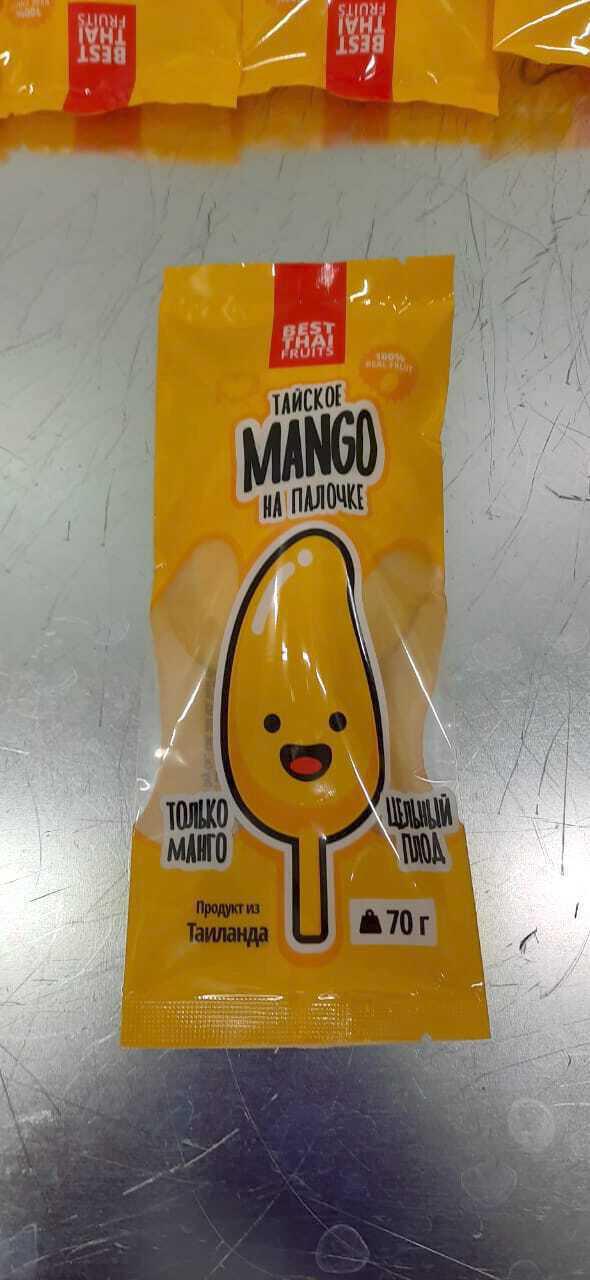 BEST
THAI
FRUITS
BEST
THAI
FRUITS
BEST
THAI
FRUITS
100%
REAL FRUIT
ТАЙСКОЕ
MANGO
НА ПАЛОЧКЕ
ТОЛЬКО
МАНГО
ЦЕЛЬНЫЙ
ПЛОД
Продукт из
Таиланда
70 г